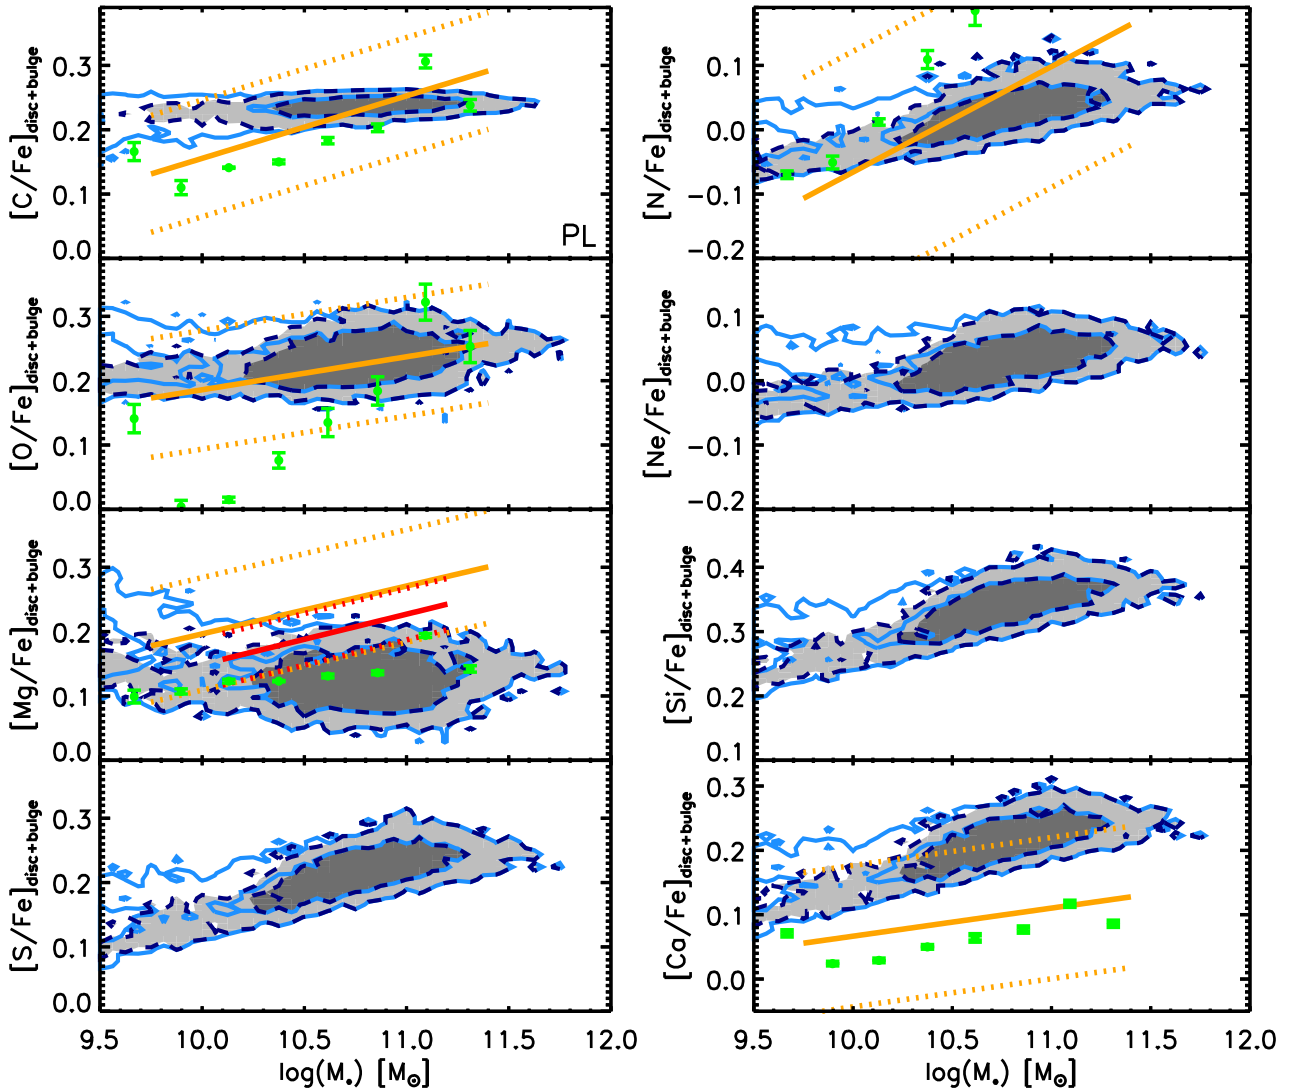 [C/Fe]disc+bulge
0.3
0.2
0.1
0.0
PL
[N/Fe]disc+bulge
0.1
0.0
−0.1
−0.2
[O/Fe]disc+bulge
0.3
0.2
0.1
0.0
[Ne/Fe]disc+bulge
0.1
0.0
−0.1
−0.2
[Mg/Fe]disc+bulge
0.3
0.2
0.1
0.0
[Si/Fe]disc+bulge
0.4
0.3
0.2
0.1
[S/Fe]disc+bulge
0.3
0.2
0.1
0.0
[Ca/Fe]disc+bulge
0.3
0.2
0.1
0.0
9.5 10.0 10.5 11.0 11.5 12.0
log(M⋆) [M⊙]
9.5 10.0 10.5 11.0 11.5 12.0
log(M⋆) [M⊙]